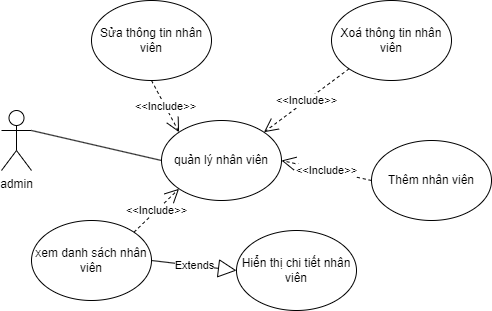 Sửa thông tin nhân
viên
Xoá thông tin nhân
viên
<<Include>>
<<Include>>
quản lý nhân viên
<<Include>>
Thêm nhân viên
admin
<<Include>>
xem danh sách nhân
viên
Extends
Hiển thị chi tiết nhân
viên